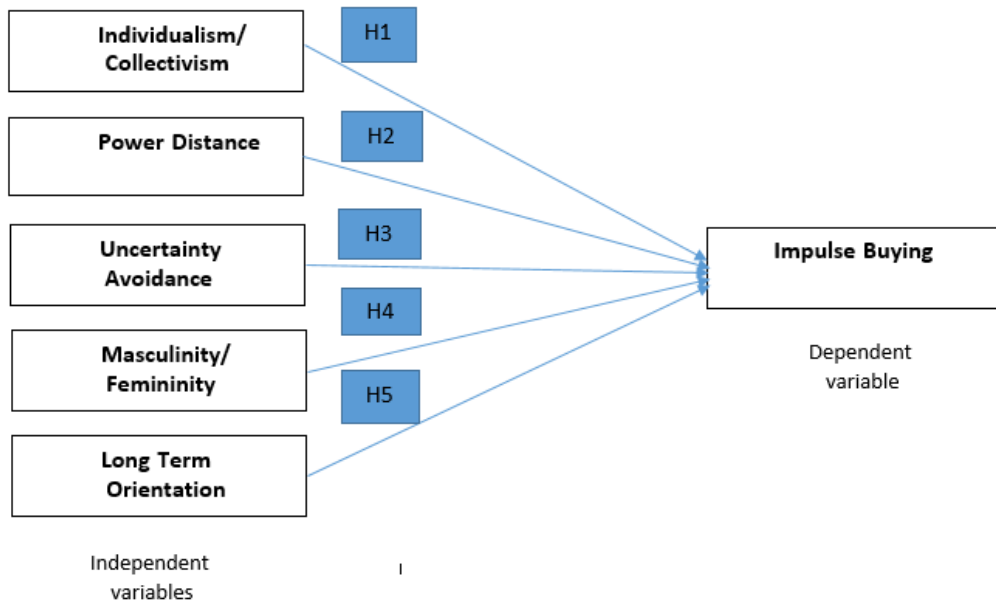 Individualism/
Collectivism
H1
Power Distance
H2
Uncertainty
Avoidance
H3
Impulse Buying
H4
Masculinity/
Femininity
Dependent
variable
H5
Long Term
Orientation
Independent
variables